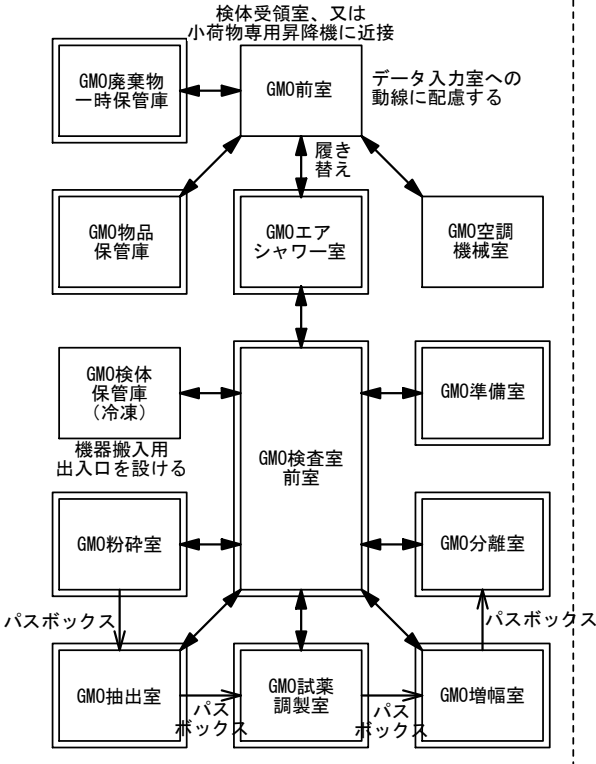 検体受領室、又は
小荷物専用昇降機に近接
GMO廃棄物
一時保管庫
GMO前室
データ入力室への
動線に配慮する
履き
替え
GMO物品
保管庫
GMOエア
シャワー室
GMO空調
機械室
GMO検体
保管庫
（冷凍）
GMO準備室
機器搬入用
出入口を設ける
GMO検査室
前室
GMO粉砕室
GMO分離室
パスボックス
パスボックス
GMO抽出室
パス
ボックス
GMO試薬
調製室
パス
ボックス
GMO増幅室